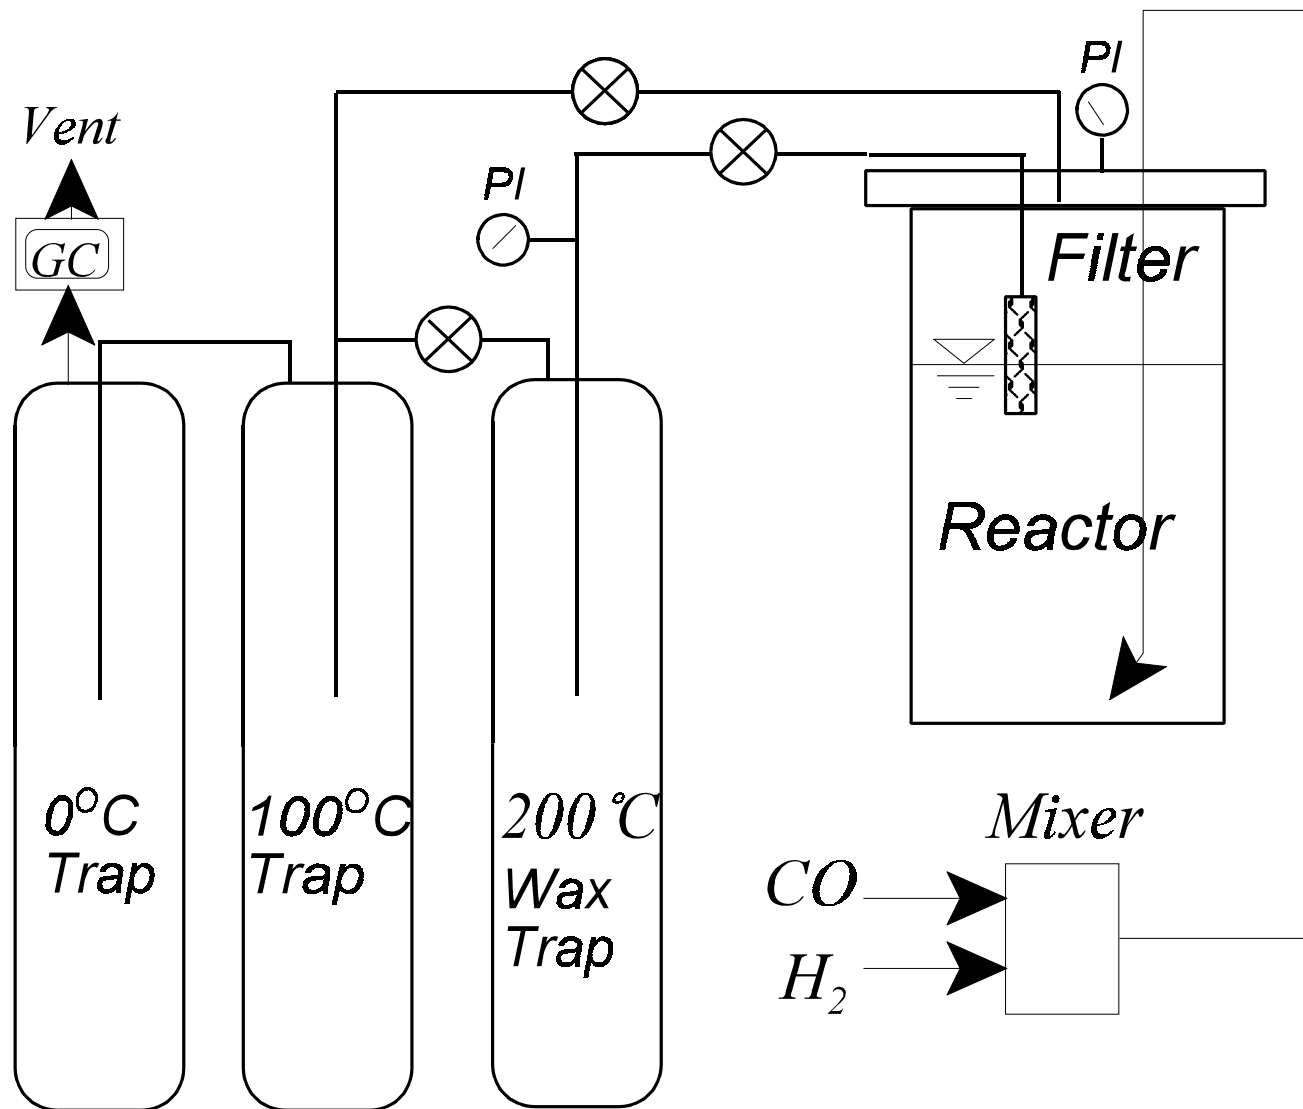 PI
Vent
PI
GC
Filter
Reactor
0°C
Trap
100°C
Trap
200°C
Wax
Trap
Mixer
CO
H₂